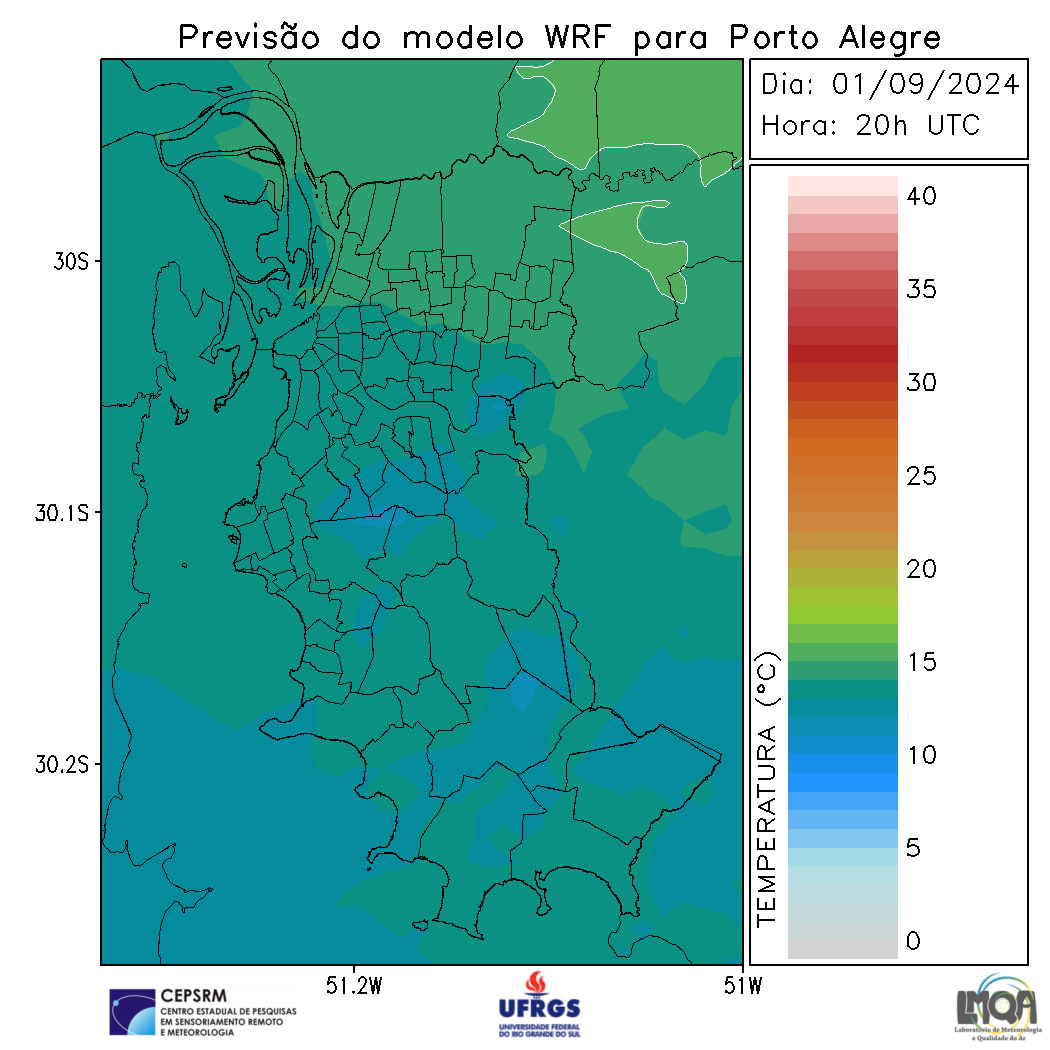 Previsão do modelo WRF para Porto Alegre
Dia: 01/09/2024
Hora: 20h UTC
30S
30.1S
30.2S
51.2W
51W
TEMPERATURA (°C)
40
35
30
25
20
15
10
5
0
CEPSRM
CENTRO ESTADUAL DE PESQUISAS
EM SENSORIAMENTO REMOTO
E METEOROLOGIA
UFRGS
UNIVERSIDADE FEDERAL
DO RIO GRANDE DO SUL
LMQA
Laboratório de Meteorologia
e Qualidade do Ar